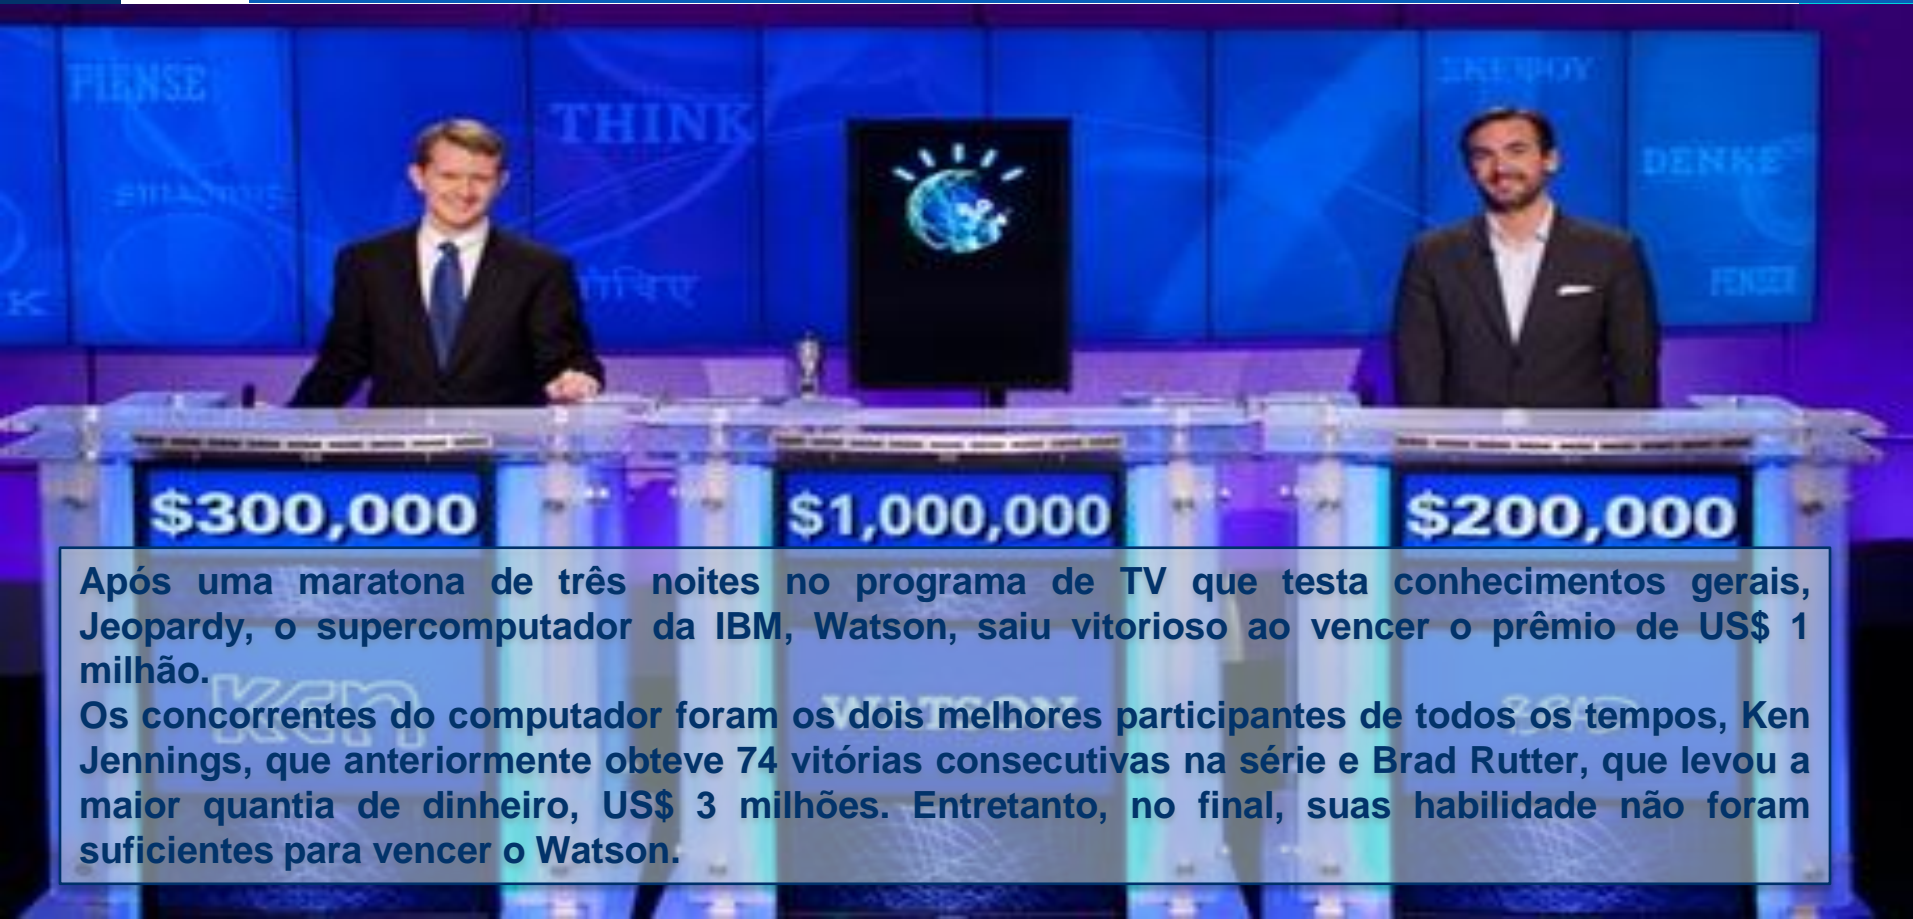 PIENSE
THINK
DENKE
PENSER
K
$300,000
$1,000,000
$200,000
Após uma maratona de três noites no programa de TV que testa conhecimentos gerais,
Jeopardy, o supercomputador da IBM, Watson, saiu vitorioso ao vencer o prêmio de US$ 1
milhão.
Os concorrentes do computador foram os dois melhores participantes de todos os tempos, Ken
Jennings, que anteriormente obteve 74 vitórias consecutivas na série e Brad Rutter, que levou a
maior quantia de dinheiro, US$ 3 milhões. Entretanto, no final, suas habilidade não foram
suficientes para vencer o Watson.
Ken
WATSON